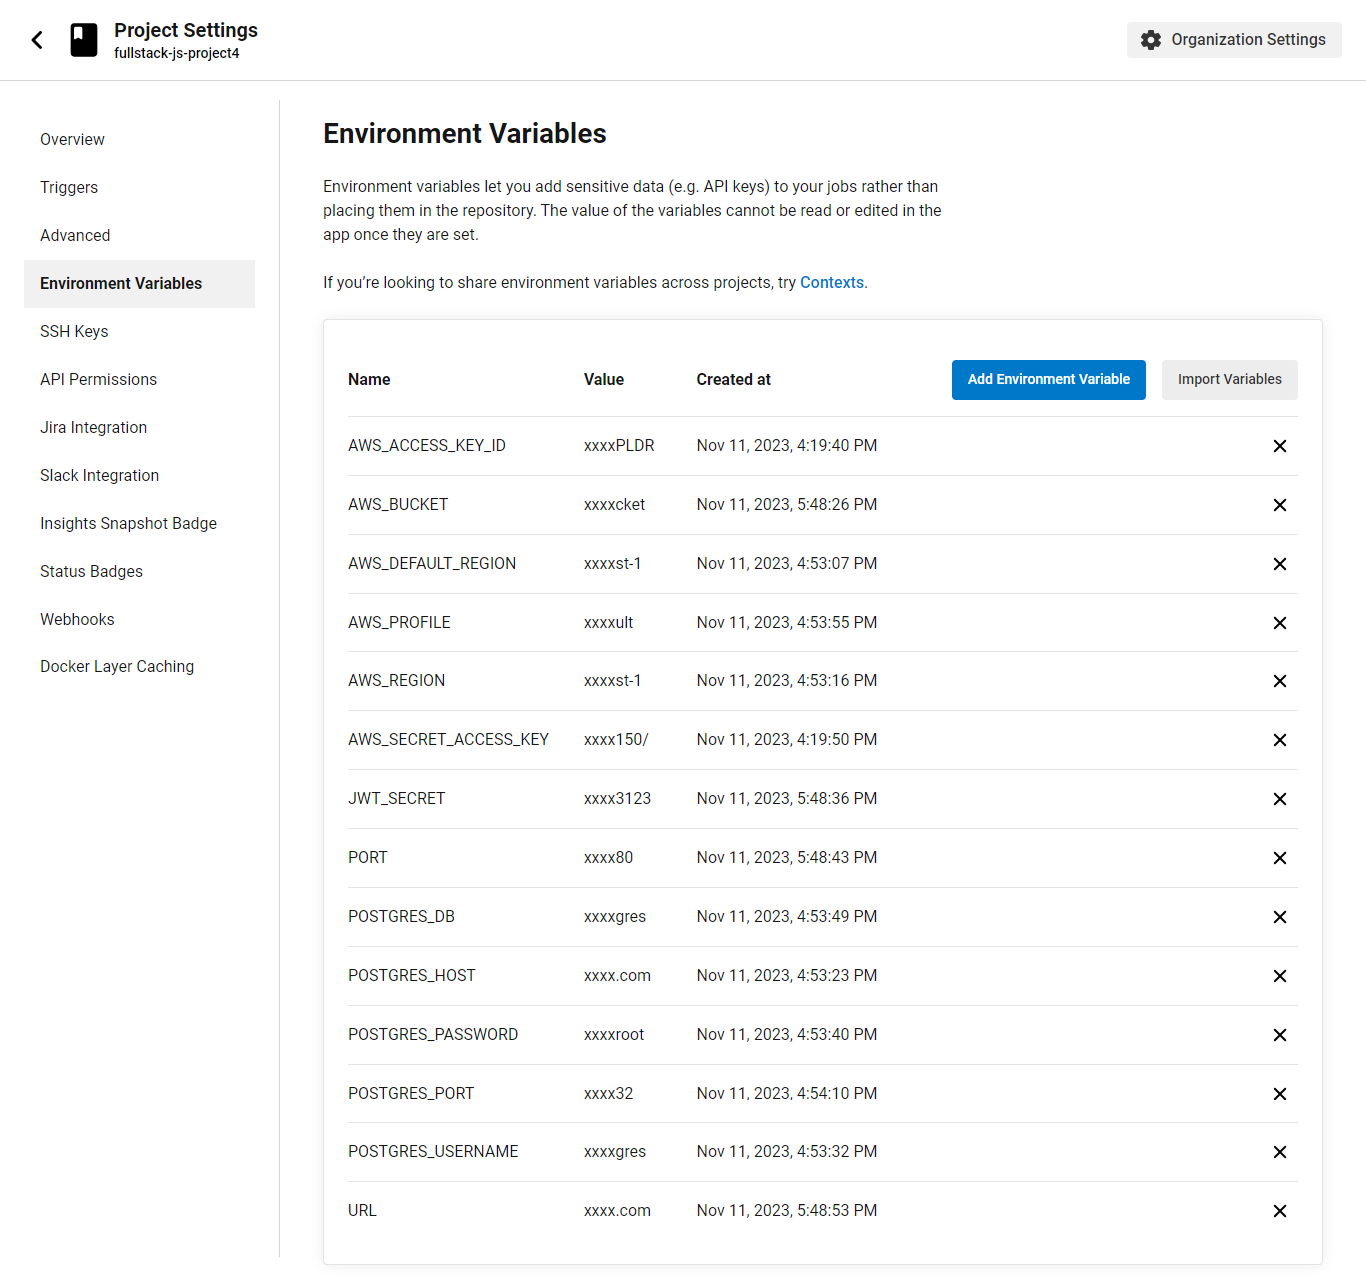 Project Settings
fullstack-js-project4
Organization Settings
Overview
Triggers
Advanced
Environment Variables
SSH Keys
API Permissions
Jira Integration
Slack Integration
Insights Snapshot Badge
Status Badges
Webhooks
Docker Layer Caching
Environment Variables
Environment variables let you add sensitive data (e.g. API keys) to your jobs rather than
placing them in the repository. The value of the variables cannot be read or edited in the
app once they are set.
If you’re looking to share environment variables across projects, try Contexts.
Name Value Created at Add Environment Variable Import Variables
AWS_ACCESS_KEY_ID xxxxPLDR Nov 11, 2023, 4:19:40 PM
AWS_BUCKET xxxxcket Nov 11, 2023, 5:48:26 PM
AWS_DEFAULT_REGION xxxxst-1 Nov 11, 2023, 4:53:07 PM
AWS_PROFILE xxxxult Nov 11, 2023, 4:53:55 PM
AWS_REGION xxxxst-1 Nov 11, 2023, 4:53:16 PM
AWS_SECRET_ACCESS_KEY xxxx150/ Nov 11, 2023, 4:19:50 PM
JWT_SECRET xxxx3123 Nov 11, 2023, 5:48:36 PM
PORT xxxx80 Nov 11, 2023, 5:48:43 PM
POSTGRES_DB xxxxgres Nov 11, 2023, 4:53:49 PM
POSTGRES_HOST xxxx.com Nov 11, 2023, 4:53:23 PM
POSTGRES_PASSWORD xxxxroot Nov 11, 2023, 4:53:40 PM
POSTGRES_PORT xxxx32 Nov 11, 2023, 4:54:10 PM
POSTGRES_USERNAME xxxxgres Nov 11, 2023, 4:53:32 PM
URL xxxx.com Nov 11, 2023, 5:48:53 PM